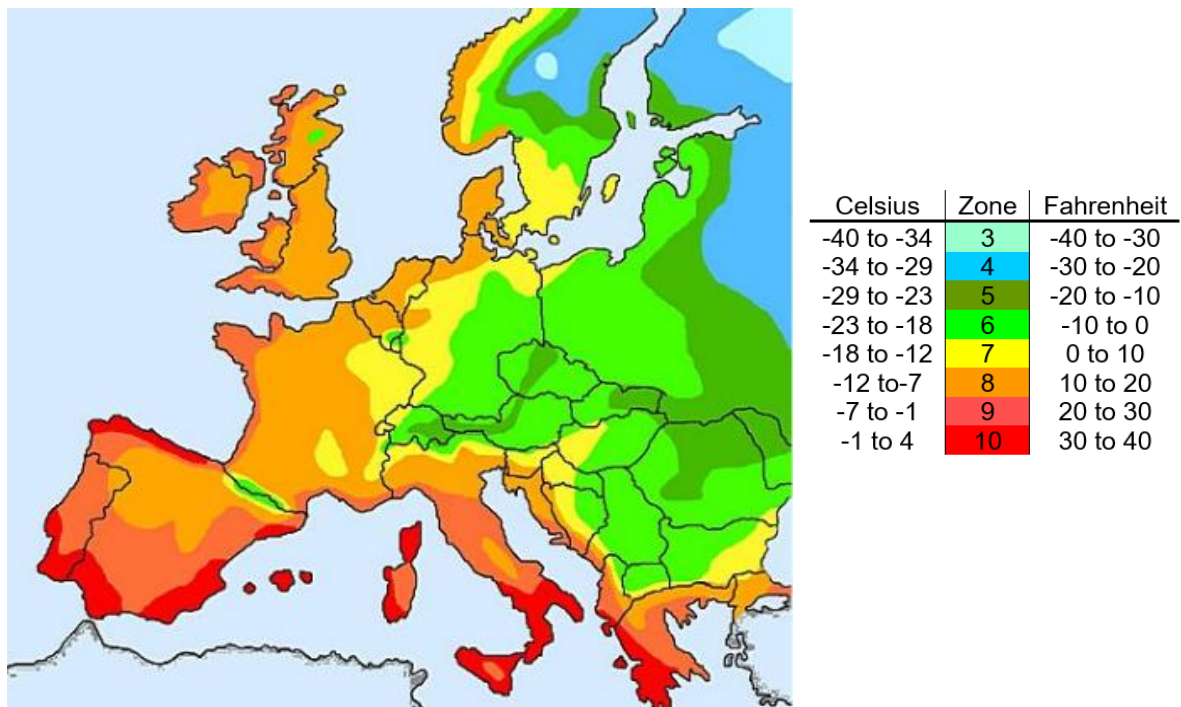 Celsius Zone Fahrenheit
-40 to -34 3 -40 to -30
-34 to -29 4 -30 to -20
-29 to -23 5 -20 to -10
-23 to -18 6 -10 to 0
-18 to -12 7 0 to 10
-12 to-7 8 10 to 20
-7 to -1 9 20 to 30
-1 to 4 10 30 to 40